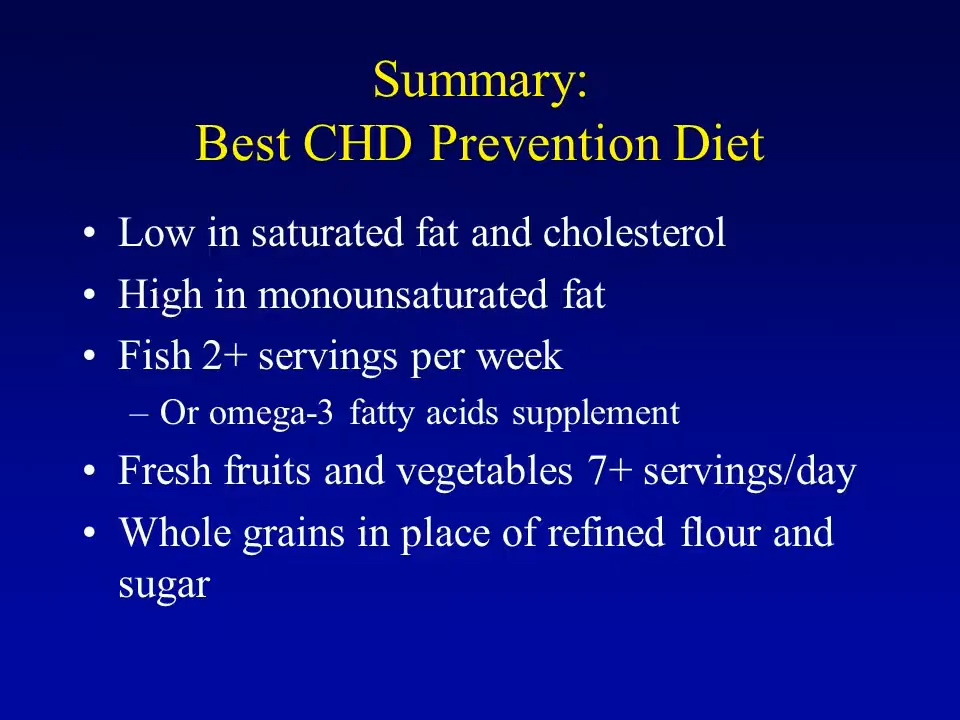 Summary:
Best CHD Prevention Diet
• Low in saturated fat and cholesterol
• High in monounsaturated fat
• Fish 2+ servings per week
– Or omega-3 fatty acids supplement
• Fresh fruits and vegetables 7+ servings/day
• Whole grains in place of refined flour and
sugar